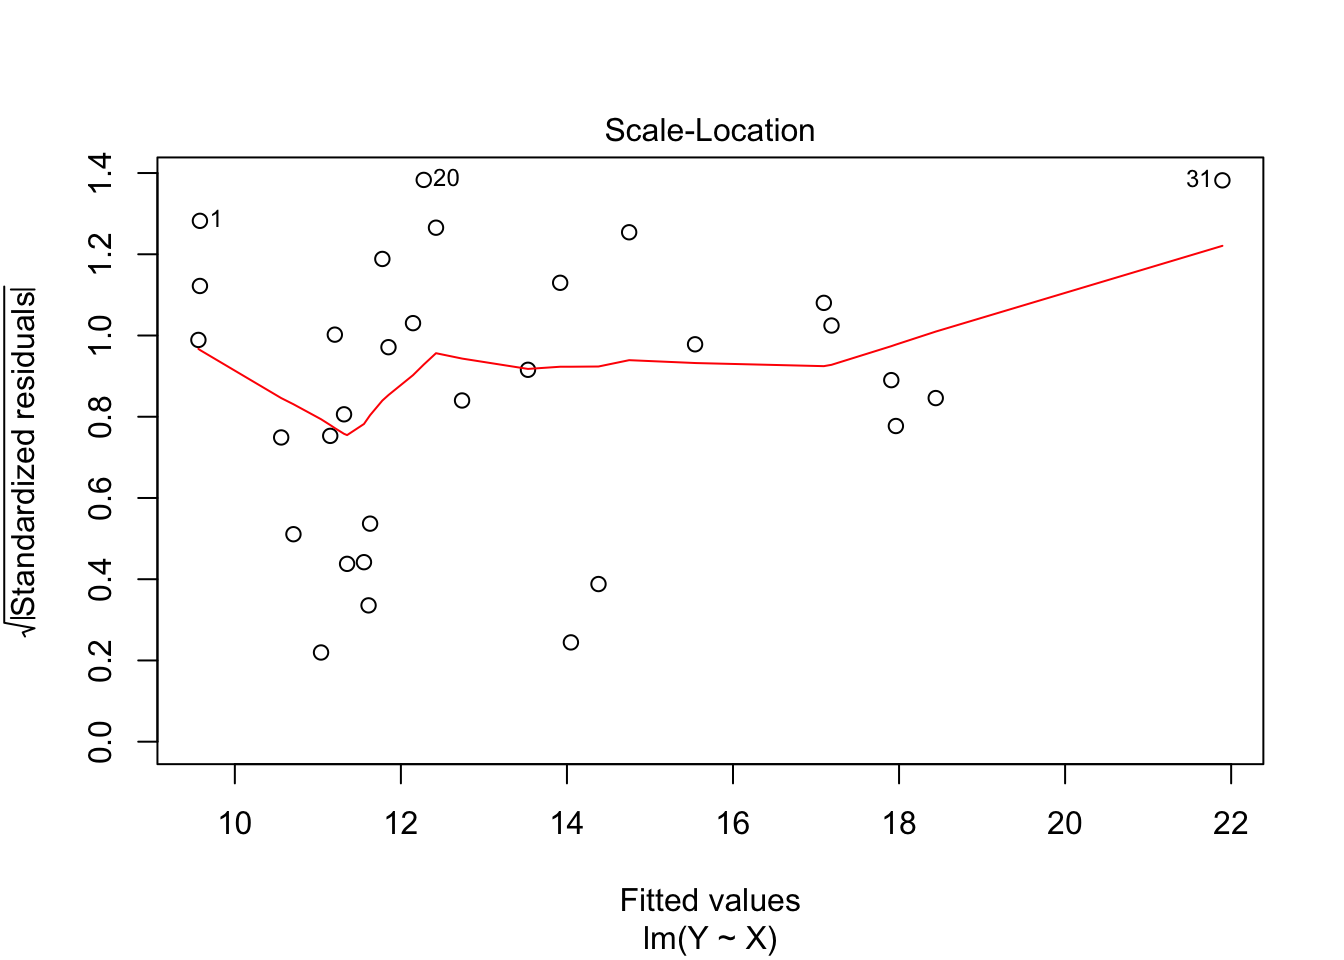 Scale-Location
√|Standardized residuals|
1.4
1.2
1.0
0.8
0.6
0.4
0.2
0.0
1
20
31
10 12 14 16 18 20 22
Fitted values
lm(Y ~ X)